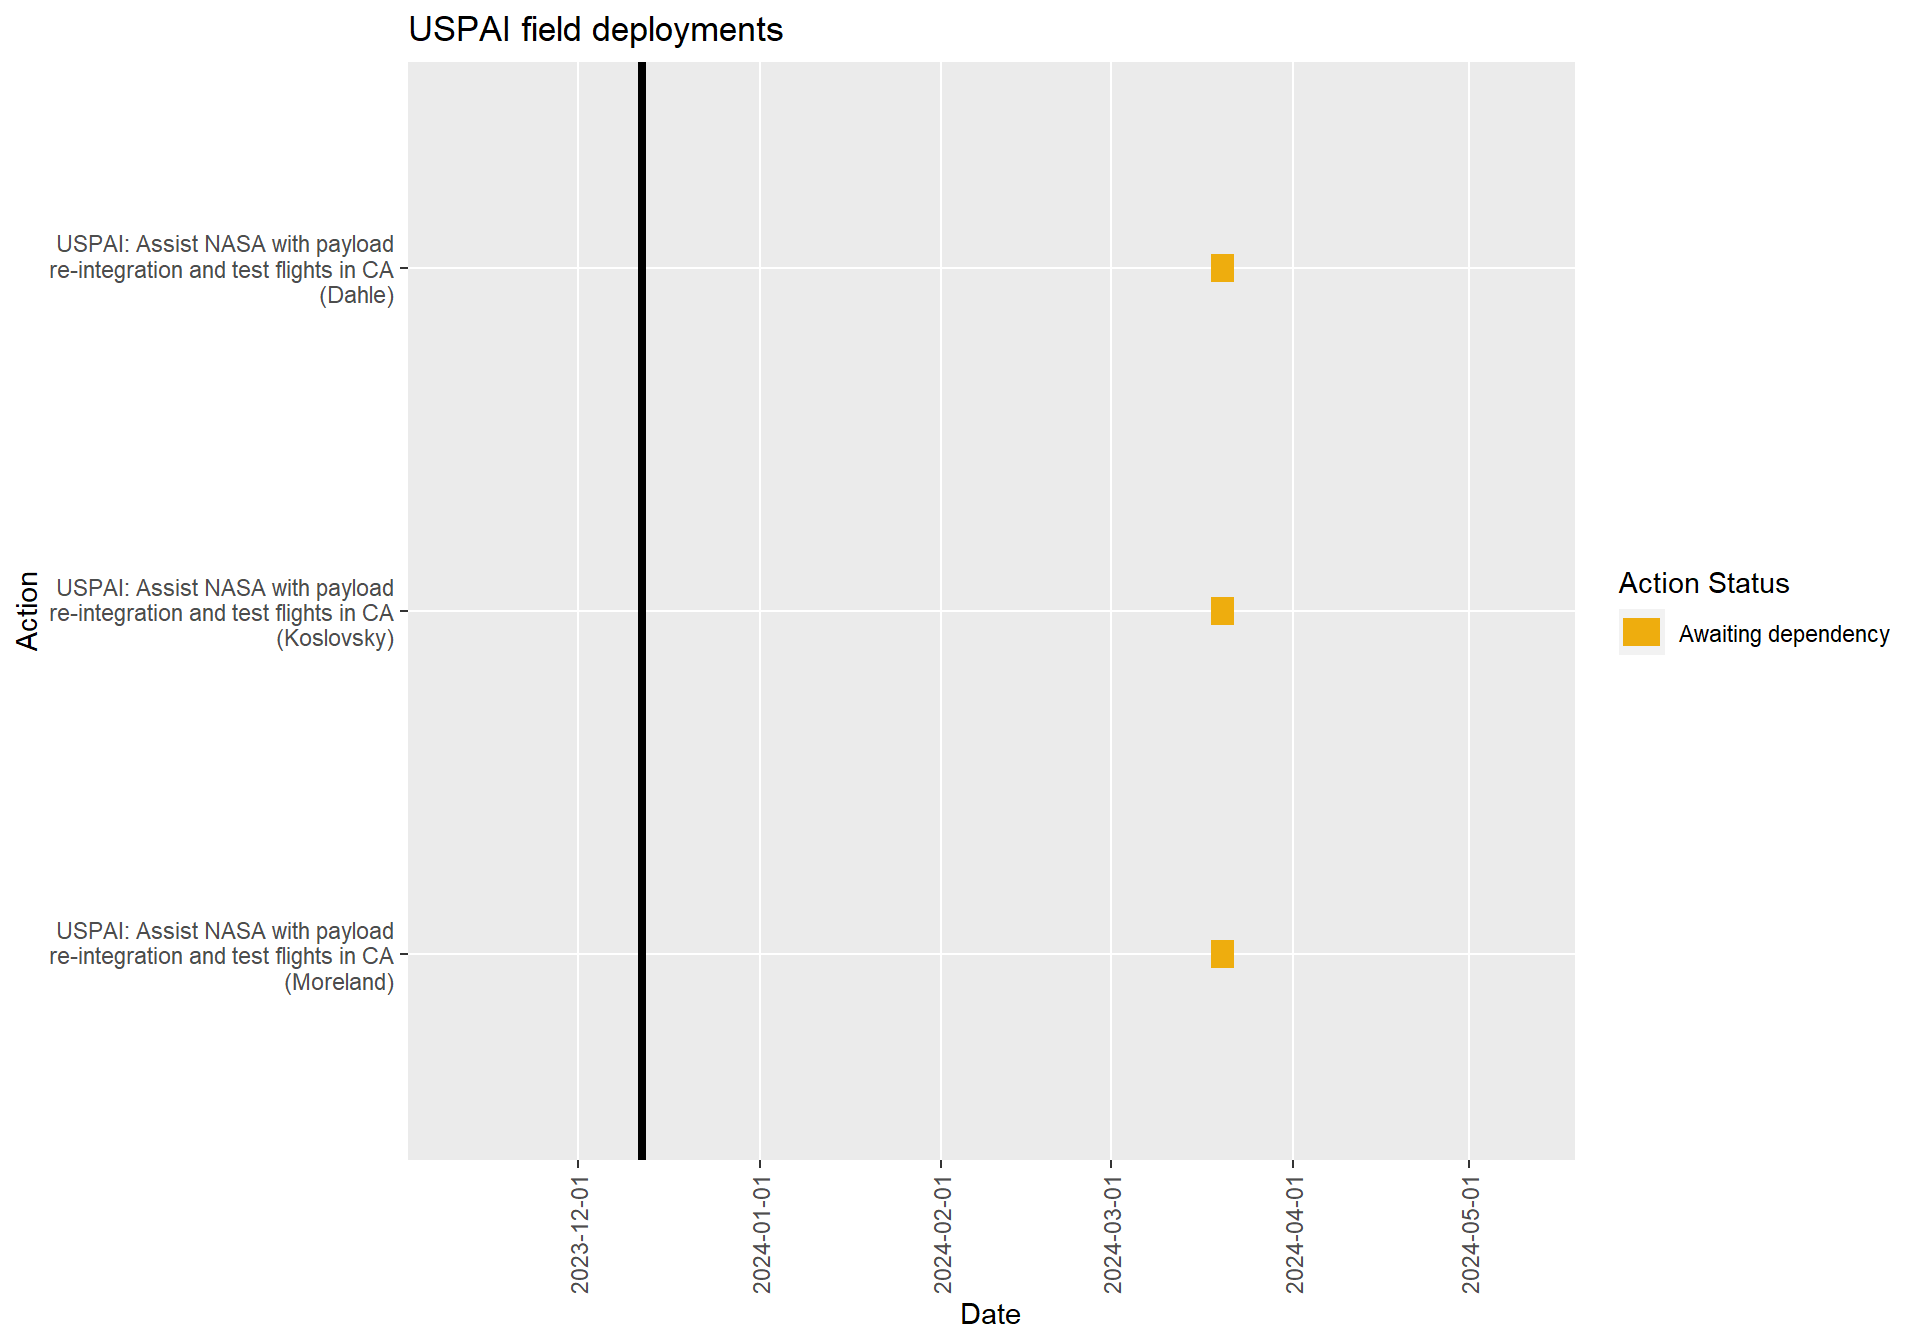 USPAI field deployments
USPAI: Assist NASA with payload
re-integration and test flights in CA
(Dahle)
USPAI: Assist NASA with payload
re-integration and test flights in CA
(Koslovsky)
USPAI: Assist NASA with payload
re-integration and test flights in CA
(Moreland)
Action
2023-12-01
2024-01-01
2024-02-01
2024-03-01
2024-04-01
2024-05-01
Date
Action Status
Awaiting dependency